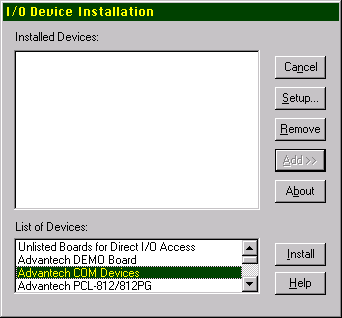 I/O Device Installation
Installed Devices:
Cancel
Setup...
Remove
Add >>
About
List of Devices:
Unlisted Boards for Direct I/O Access
Advantech DEMO Board
Advantech COM Devices
Advantech PCL-812/812PG
Install
Help